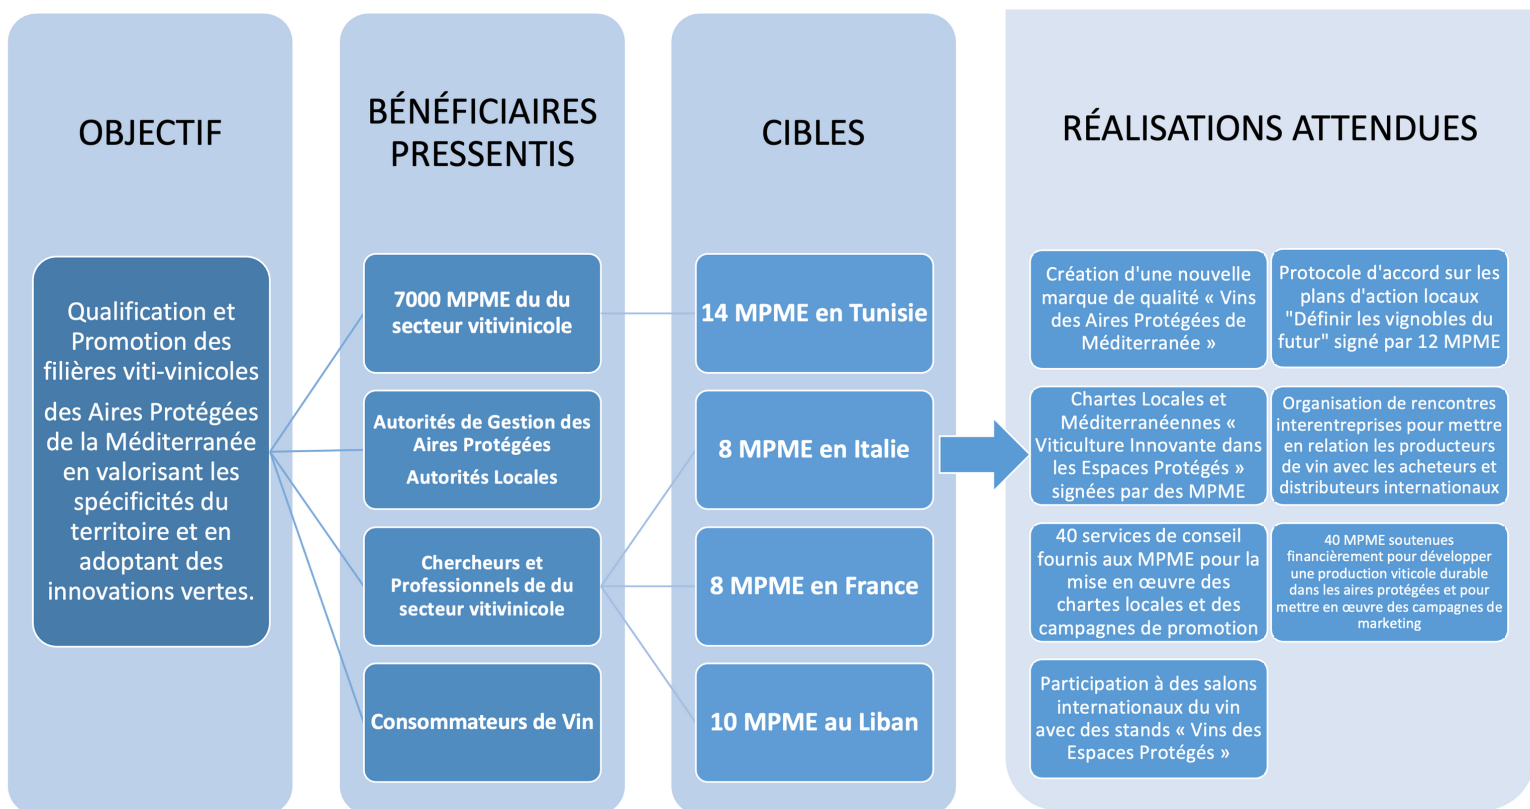 OBJECTIF
Qualification et
Promotion des
filières viti-vinicoles
des Aires Protégées
de la Méditerranée
en valorisant les
spécificités du
territoire et en
adoptant des
innovations vertes.
BÉNÉFICIAIRES
PRESSENTIS
7000 MPME du du
secteur vitivinicole
Autorités de Gestion des
Aires Protégées
Autorités Locales
Chercheurs et
Professionnels de du
secteur vitivinicole
Consommateurs de Vin
CIBLES
14 MPME en Tunisie
8 MPME en Italie
8 MPME en France
10 MPME au Liban
RÉALISATIONS ATTENDUES
Création d'une nouvelle
marque de qualité « Vins
des Aires Protégées de
Méditerranée »
Protocole d'accord sur les
plans d'action locaux
"Définir les vignobles du
futur" signé par 12 MPME
Chartes Locales et
Méditerranéennes «
Viticulture Innovante dans
les Espaces Protégés »
signées par des MPME
Organisation de rencontres
interentreprises pour mettre
en relation les producteurs
de vin avec les acheteurs et
distributeurs internationaux
40 services de conseil
fournis aux MPME pour la
mise en œuvre des
chartes locales et des
campagnes de promotion
40 MPME soutenues
financièrement pour développer
une production viticole durable
dans les aires protégées et pour
mettre en œuvre des campagnes de
marketing
Participation à des salons
internationaux du vin
avec des stands « Vins des
Espaces Protégés »